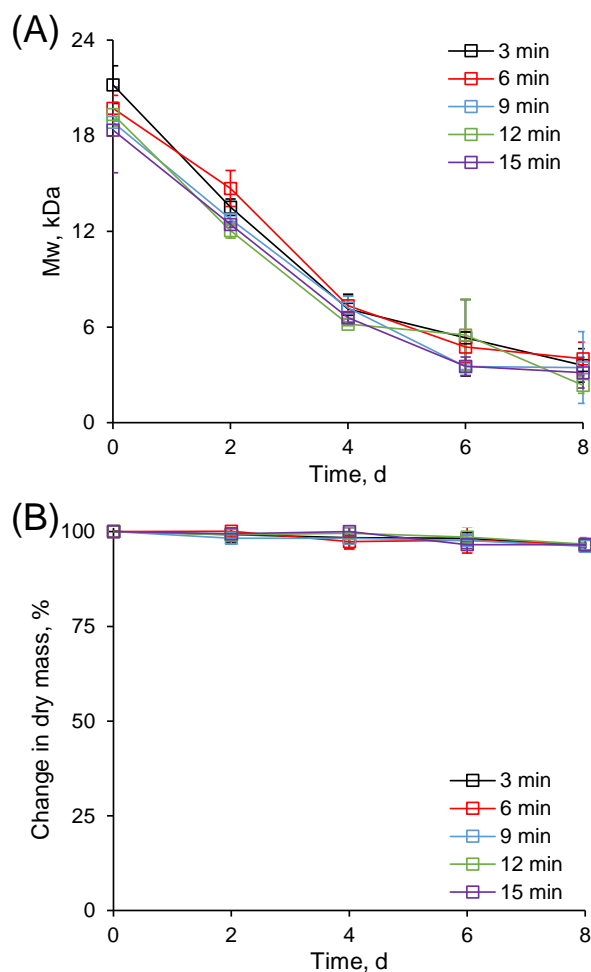 (A)
24
18
12
6
0
Mw, kDa
3 min
6 min
9 min
12 min
15 min
0 2 4 6 8
Time, d
(B)
100
75
50
25
0
Change in dry mass, %
3 min
6 min
9 min
12 min
15 min
0 2 4 6 8
Time, d